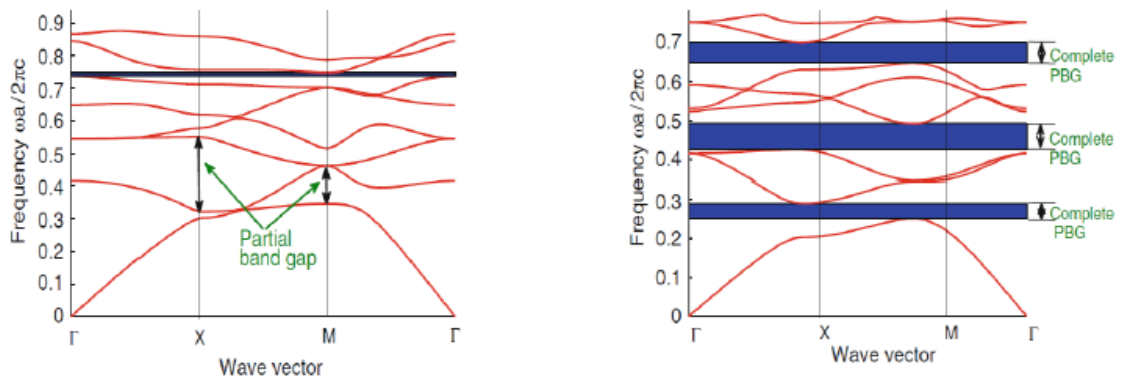 Frequency ωa/2πc
0.9
0.8
0.7
0.6
0.5
0.4
0.3
0.2
0.1
0
Partial
band gap
Γ
X
M
Γ
Wave vector
Frequency ωa/2πc
0.7
0.6
0.5
0.4
0.3
0.2
0.1
0
Complete
PBG
Complete
PBG
Complete
PBG
Γ
X
M
Γ
Wave vector